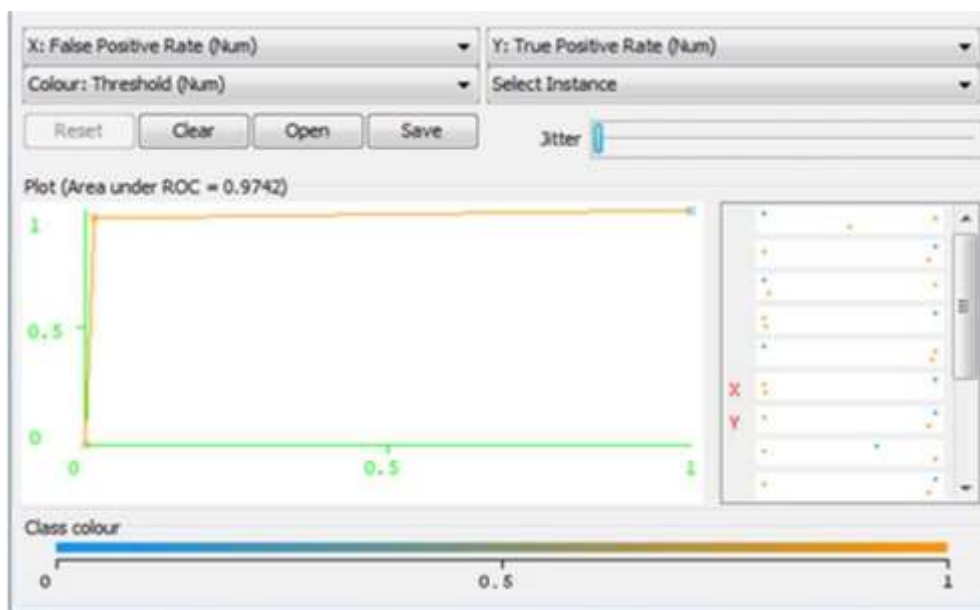 X: False Positive Rate (Num)
Y: True Positive Rate (Num)
Colour: Threshold (Num)
Select Instance
Reset
Clear
Open
Save
Jitter
Plot (Area under ROC = 0.9742)
1
0.5
0
0
0.5
1
X
Y
Class colour
0
0.5
1